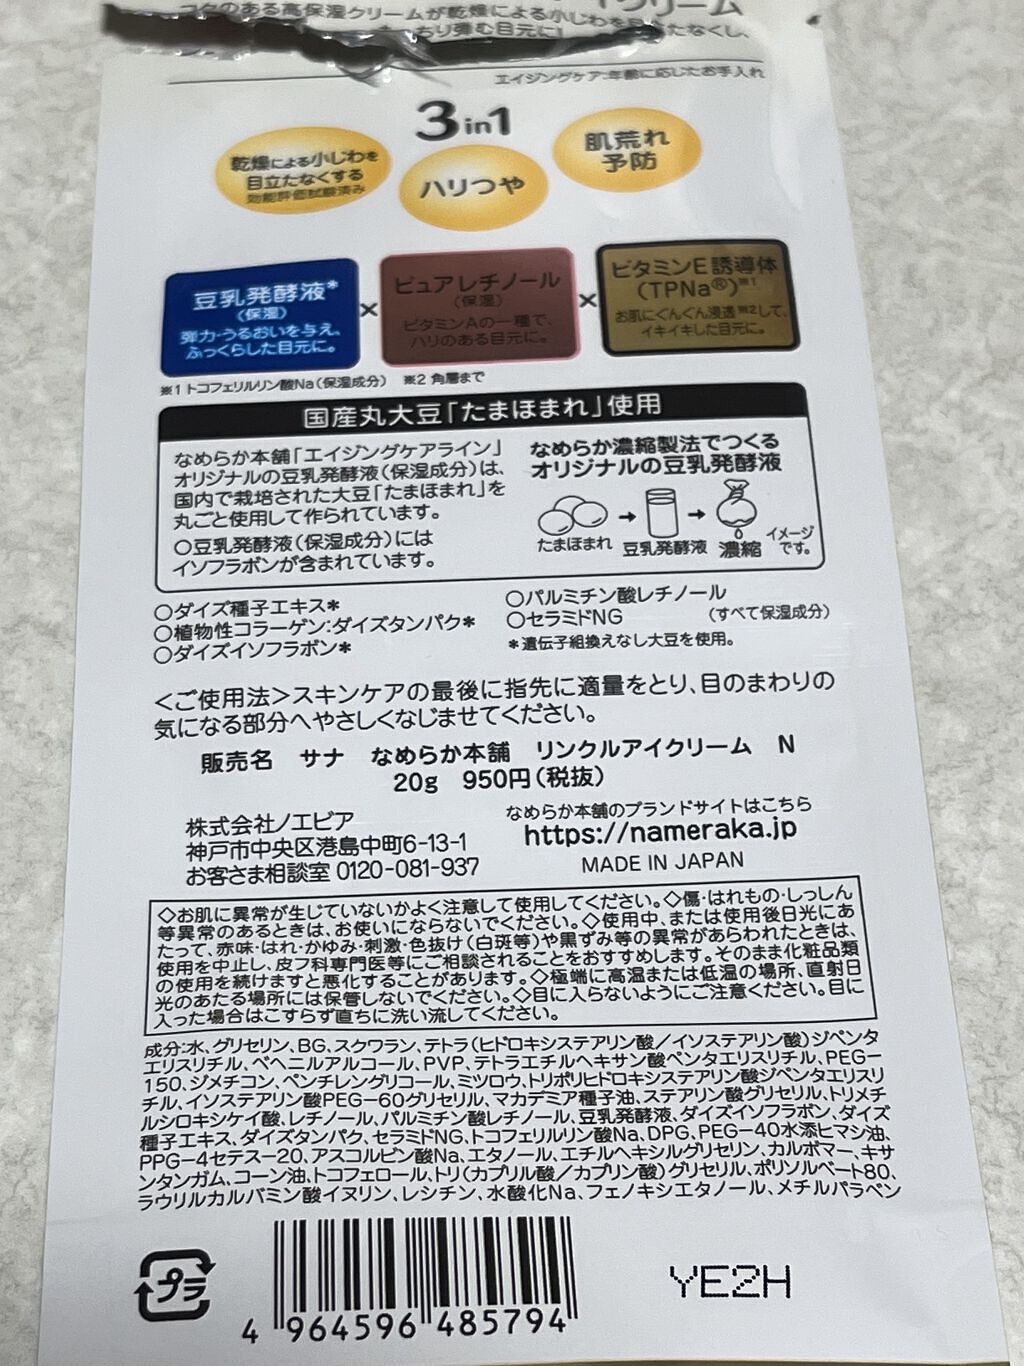 コクのある高保湿クリームが乾燥による小じわを目立たなくし、
エイジングケア:年齢に応じたお手入れ
3in1
乾燥による小じわを
目立たなくする
効能評価試験済み
ハリつや
肌荒れ
予防
豆乳発酵液*
(保湿)
弾力・うるおいを与え、
ふっくらした目元に。
×
ピュアレチノール
(保湿)
ビタミンAの一種で、
ハリのある目元に。
×
ビタミンE誘導体
(TPNa®)※1
お肌にぐんぐん浸透※2して、
イキイキした目元に。
※1 トコフェリルリン酸Na(保湿成分) ※2 角層まで
国産丸大豆「たまほまれ」使用
なめらか本舗「エイジングケアライン」
オリジナルの豆乳発酵液(保湿成分)は、
国内で栽培された大豆「たまほまれ」を
丸ごと使用して作られています。
○豆乳発酵液(保湿成分)には
イソフラボンが含まれています。
なめらか濃縮製法でつくる
オリジナルの豆乳発酵液
たまほまれ 豆乳発酵液 濃縮
イメージ
です。
○ダイズ種子エキス*
○植物性コラーゲン:ダイズタンパク*
○ダイズイソフラボン*
○パルミチン酸レチノール
○セラミドNG (すべて保湿成分)
*遺伝子組換えなし大豆を使用。
<ご使用法>スキンケアの最後に指先に適量をとり、目のまわりの
気になる部分へやさしくなじませてください。
販売名 サナ なめらか本舗 リンクルアイクリーム N
20g 950円(税抜)
株式会社ノエビア
神戸市中央区港島中町6-13-1
お客さま相談室 0120-081-937
なめらか本舗のブランドサイトはこちら
https://nameraka.jp
MADE IN JAPAN
◇お肌に異常が生じていないかよく注意して使用してください。◇傷・はれもの・しっしん
等異常のあるときは、お使いにならないでください。◇使用中、または使用後日光にあ
たって、赤味・はれ・かゆみ・刺激・色抜け(白斑等)や黒ずみ等の異常があらわれたときは、
使用を中止し、皮フ科専門医等にご相談されることをおすすめします。そのまま化粧品類
の使用を続けますと悪化することがあります。◇極端に高温または低温の場所、直射日
光のあたる場所には保管しないでください。◇目に入らないようにご注意ください。目に
入った場合はこすらず直ちに洗い流してください。
成分:水、グリセリン、BG、スクワラン、テトラ(ヒドロキシステアリン酸/イソステアリン酸)ジペンタ
エリスリチル、ベヘニルアルコール、PVP、テトラエチルヘキサン酸ペンタエリスリチル、PEG-
150、ジメチコン、ペンチレングリコール、ミツロウ、トリポリヒドロキシステアリン酸ジペンタエリスリ
チル、イソステアリン酸PEG-60グリセリル、マカデミア種子油、ステアリン酸グリセリル、トリメチ
ルシロキシケイ酸、レチノール、パルミチン酸レチノール、豆乳発酵液、ダイズイソフラボン、ダイズ
種子エキス、ダイズタンパク、セラミドNG、トコフェリルリン酸Na、DPG、PEG-40水添ヒマシ油、
PPG-4セテス-20、アスコルビン酸Na、エタノール、エチルヘキシルグリセリン、カルボマー、キサ
ンタンガム、コーン油、トコフェロール、トリ(カプリル酸/カプリン酸)グリセリル、ポリソルベート80、
ラウリルカルバミン酸イヌリン、レシチン、水酸化Na、フェノキシエタノール、メチルパラベン
プラ
4 964596 485794
YE2H